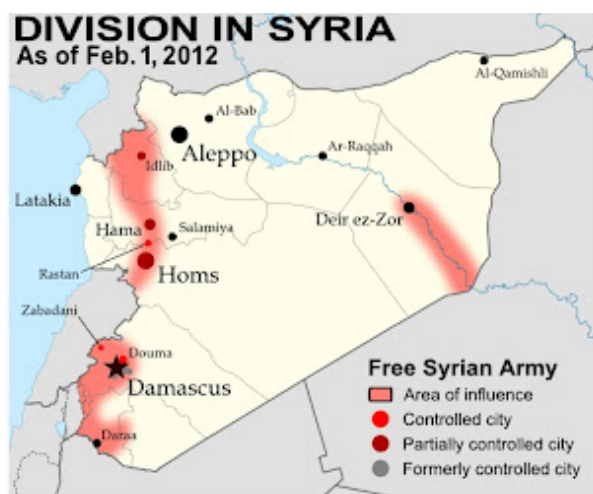 DIVISION IN SYRIA
As of Feb. 1, 2012
Al-Qamishli
Al-Bab
Aleppo
Ar-Raqqah
Idlib
Latakia
Deir ez-Zor
Hama
Salamiya
Rastan
Homs
Zabadani
Douma
Damascus
Daraa
Free Syrian Army
Area of influence
Controlled city
Partially controlled city
Formerly controlled city